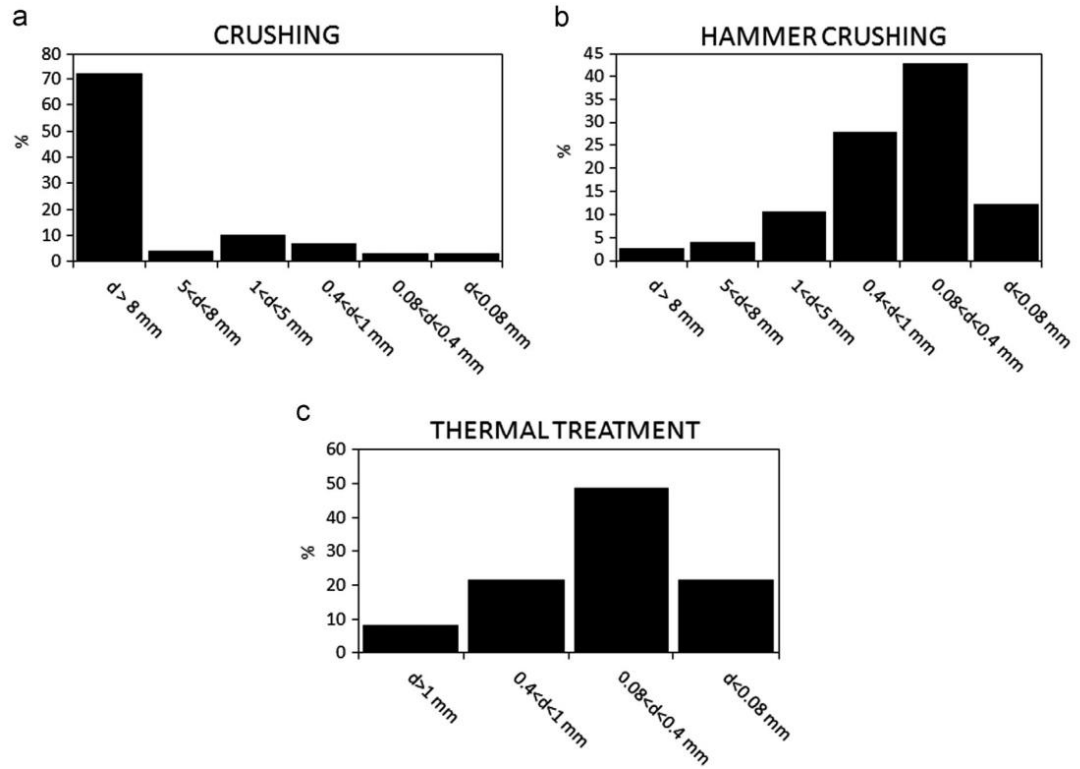 a
CRUSHING
80
70
60
50
40
30
20
10
0
%
d > 8 mm
5<d<8 mm
1<d<5 mm
0.4<d<1 mm
0.08<d<0.4 mm
d<0.08 mm
b
HAMMER CRUSHING
45
40
35
30
25
20
15
10
5
0
%
d > 8 mm
5<d<8 mm
1<d<5 mm
0.4<d<1 mm
0.08<d<0.4 mm
d<0.08 mm
c
THERMAL TREATMENT
60
50
40
30
20
10
0
%
d>1 mm
0.4<d<1 mm
0.08<d<0.4 mm
d<0.08 mm